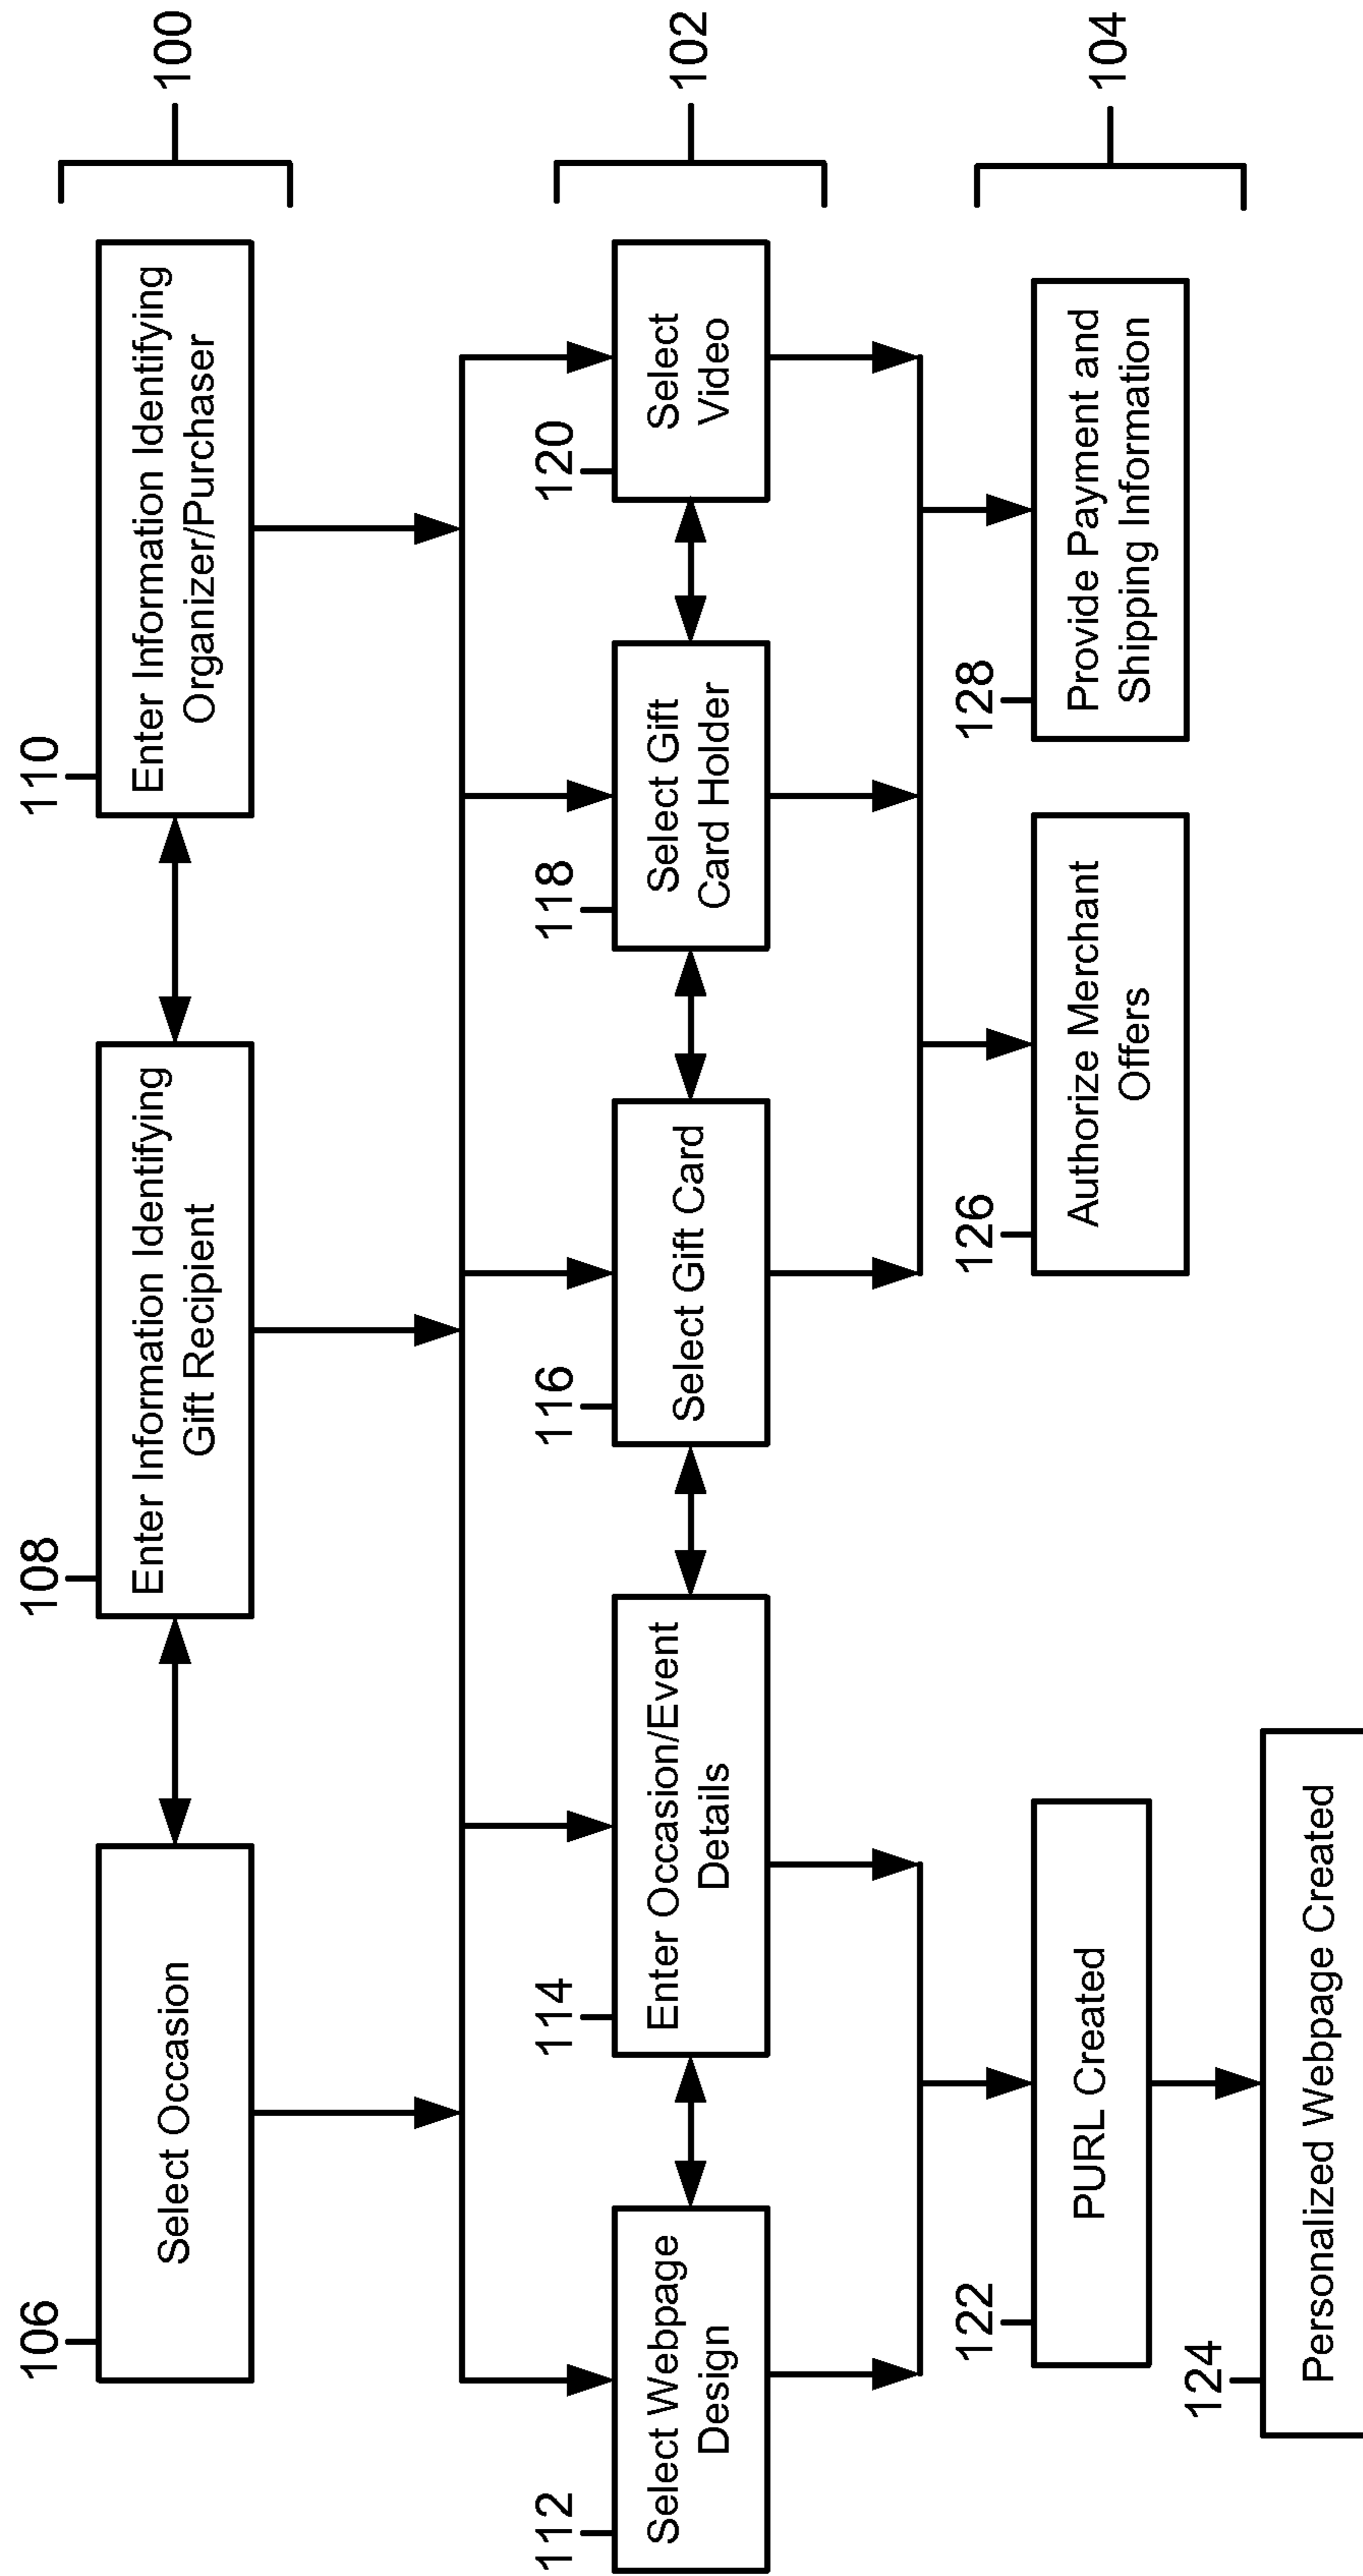 106
Select Occasion
108
Enter Information Identifying
Gift Recipient
110
Enter Information Identifying
Organizer/Purchaser
100
112
Select Webpage
Design
114
Enter Occasion/Event
Details
116
Select Gift Card
118
Select Gift
Card Holder
120
Select
Video
102
122
PURL Created
126
Authorize Merchant
Offers
128
Provide Payment and
Shipping Information
104
124
Personalized Webpage Created